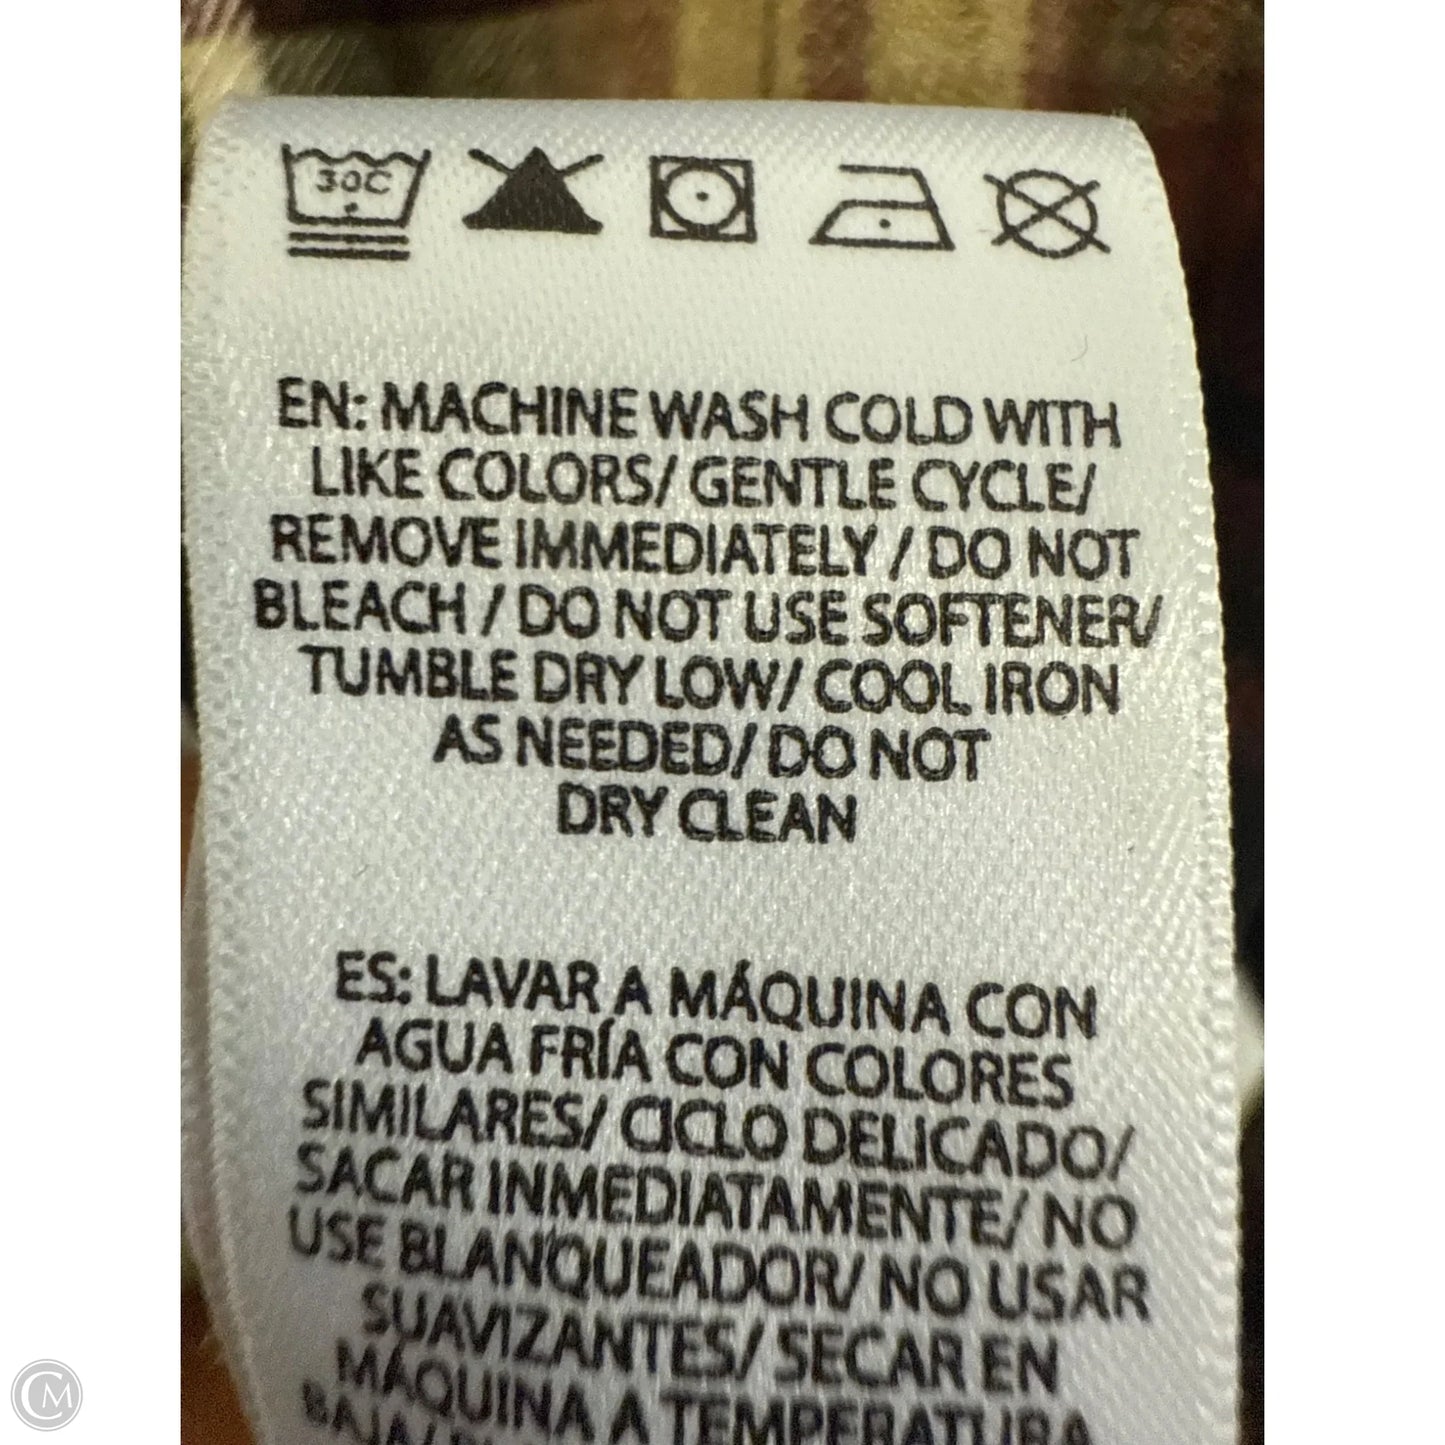 30C
EN: MACHINE WASH COLD WITH
LIKE COLORS/ GENTLE CYCLE/
REMOVE IMMEDIATELY / DO NOT
BLEACH / DO NOT USE SOFTENER/
TUMBLE DRY LOW/ COOL IRON
AS NEEDED/ DO NOT
DRY CLEAN
ES: LAVAR A MÁQUINA CON
AGUA FRÍA CON COLORES
SIMILARES/ CICLO DELICADO/
SACAR INMEDIATAMENTE/ NO
USE BLANQUEADOR/ NO USAR
SUAVIZANTES/ SECAR EN
MÁQUINA A TEMPERATURA
BAJA/
CM